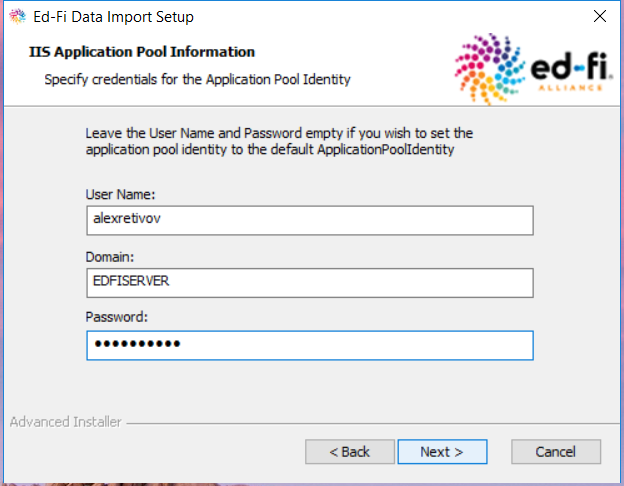 Ed-Fi Data Import Setup
IIS Application Pool Information
Specify credentials for the Application Pool Identity
ed-fi.
ALLIANCE
Leave the User Name and Password empty if you wish to set the
application pool identity to the default ApplicationPoolIdentity
User Name:
alexretivov
Domain:
EDFISERVER
Password:
●●●●●●●●●●
Advanced Installer
< Back
Next >
Cancel